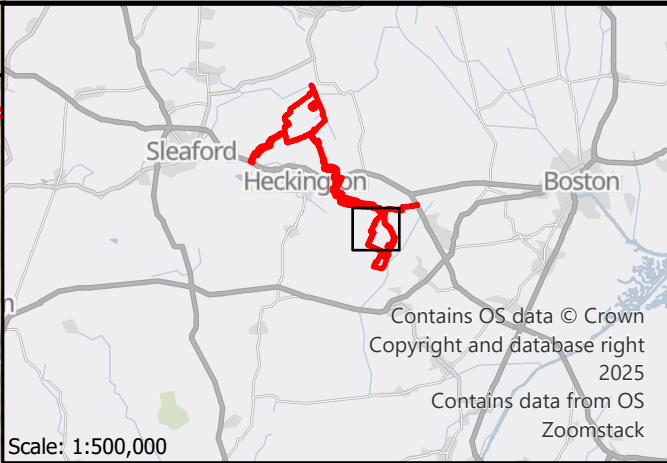 Sleaford
Heckington
Boston
m
Contains OS data © Crown
Copyright and database right
2025
Contains data from OS
Zoomstack
Scale: 1:500,000